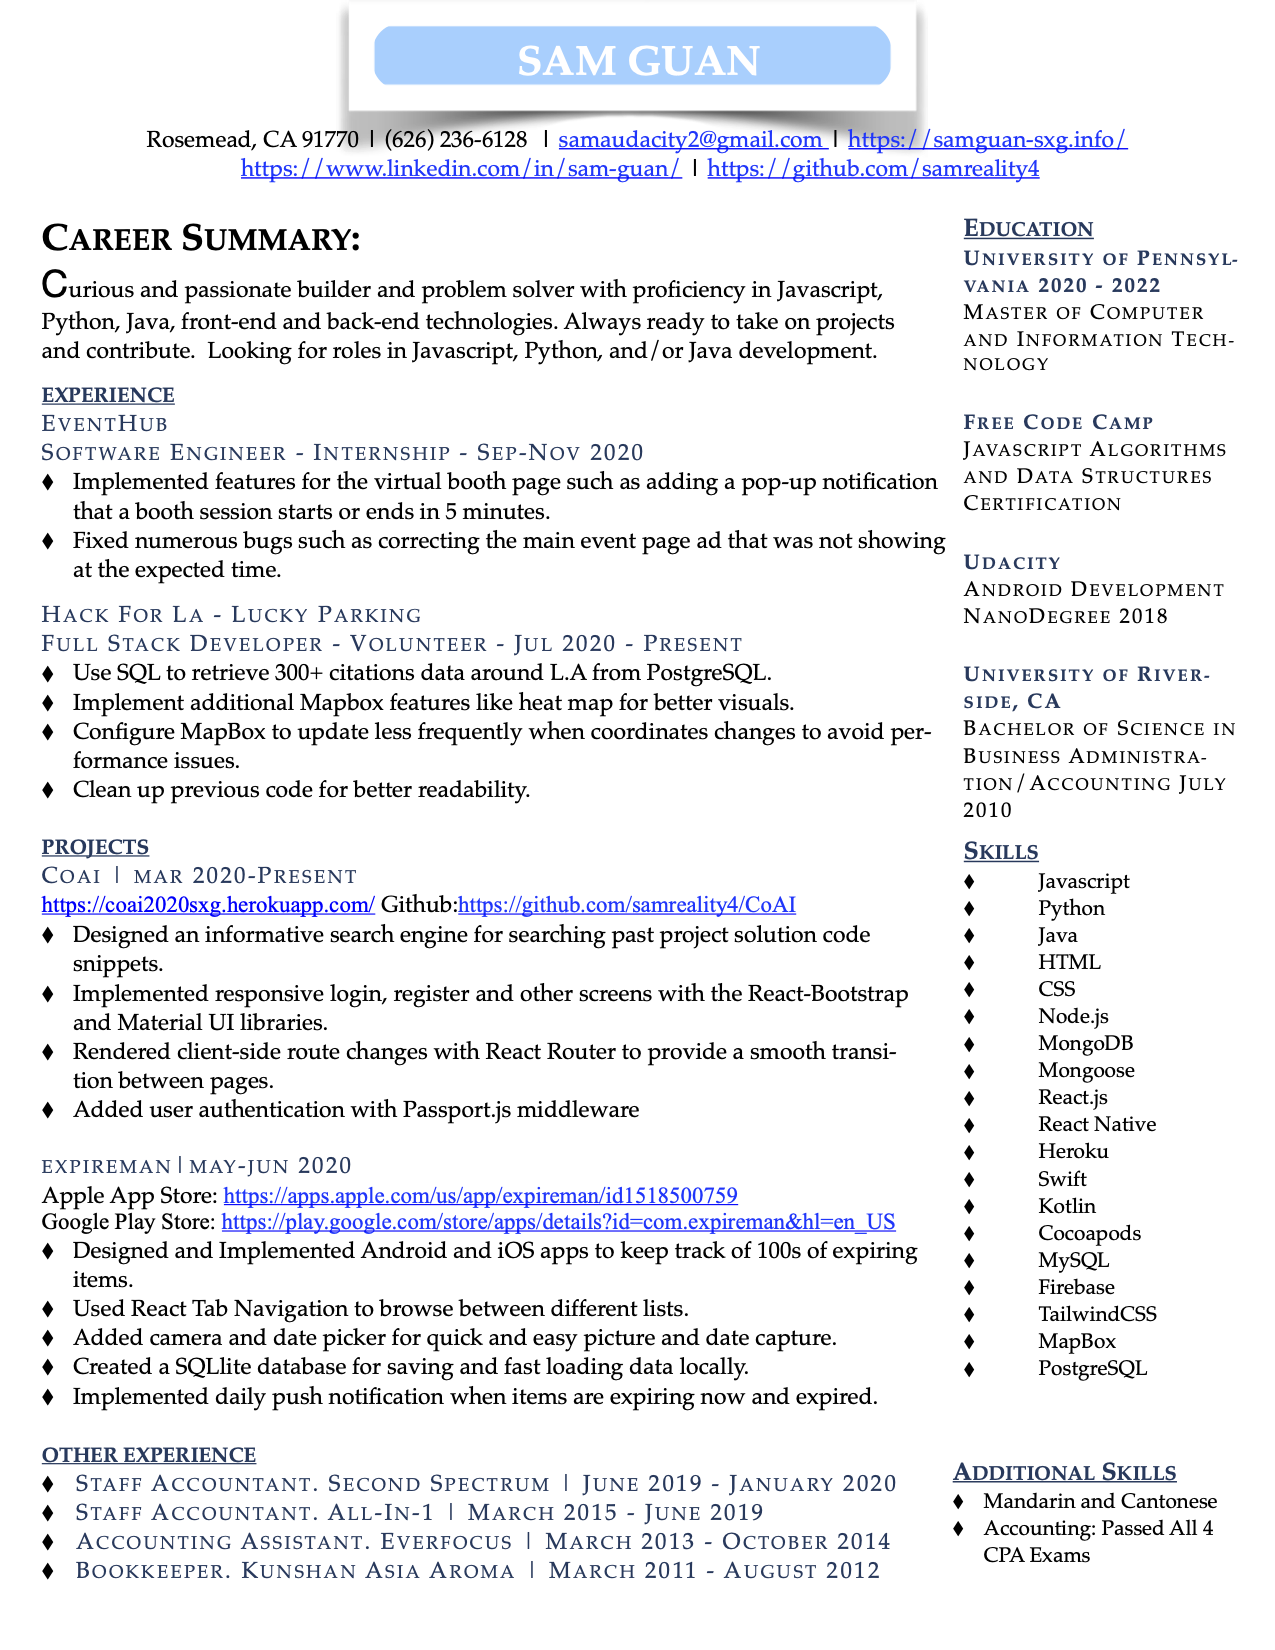 SAM GUAN
Rosemead, CA 91770 | (626) 236-6128 | samaudacity2@gmail.com | https://samguan-sxg.info/
https://www.linkedin.com/in/sam-guan/ | https://github.com/samreality4
CAREER SUMMARY:
Curious and passionate builder and problem solver with proficiency in Javascript,
Python, Java, front-end and back-end technologies. Always ready to take on projects
and contribute. Looking for roles in Javascript, Python, and/or Java development.
EXPERIENCE
EVENTHUB
SOFTWARE ENGINEER - INTERNSHIP - SEP-NOV 2020
♦ Implemented features for the virtual booth page such as adding a pop-up notification
that a booth session starts or ends in 5 minutes.
♦ Fixed numerous bugs such as correcting the main event page ad that was not showing
at the expected time.
HACK FOR LA - LUCKY PARKING
FULL STACK DEVELOPER - VOLUNTEER - JUL 2020 - PRESENT
♦ Use SQL to retrieve 300+ citations data around L.A from PostgreSQL.
♦ Implement additional Mapbox features like heat map for better visuals.
♦ Configure MapBox to update less frequently when coordinates changes to avoid per-
formance issues.
♦ Clean up previous code for better readability.
PROJECTS
COAI | MAR 2020-PRESENT
https://coai2020sxg.herokuapp.com/ Github:https://github.com/samreality4/CoAI
♦ Designed an informative search engine for searching past project solution code
snippets.
♦ Implemented responsive login, register and other screens with the React-Bootstrap
and Material UI libraries.
♦ Rendered client-side route changes with React Router to provide a smooth transi-
tion between pages.
♦ Added user authentication with Passport.js middleware
EXPIREMAN|MAY-JUN 2020
Apple App Store: https://apps.apple.com/us/app/expireman/id1518500759
Google Play Store: https://play.google.com/store/apps/details?id=com.expireman&hl=en_US
♦ Designed and Implemented Android and iOS apps to keep track of 100s of expiring
items.
♦ Used React Tab Navigation to browse between different lists.
♦ Added camera and date picker for quick and easy picture and date capture.
♦ Created a SQLlite database for saving and fast loading data locally.
♦ Implemented daily push notification when items are expiring now and expired.
OTHER EXPERIENCE
♦ STAFF ACCOUNTANT. SECOND SPECTRUM | JUNE 2019 - JANUARY 2020
♦ STAFF ACCOUNTANT. ALL-IN-1 | MARCH 2015 - JUNE 2019
♦ ACCOUNTING ASSISTANT. EVERFOCUS | MARCH 2013 - OCTOBER 2014
♦ BOOKKEEPER. KUNSHAN ASIA AROMA | MARCH 2011 - AUGUST 2012
EDUCATION
UNIVERSITY OF PENNSYL-
VANIA 2020 - 2022
MASTER OF COMPUTER
AND INFORMATION TECH-
NOLOGY
FREE CODE CAMP
JAVASCRIPT ALGORITHMS
AND DATA STRUCTURES
CERTIFICATION
UDACITY
ANDROID DEVELOPMENT
NANODEGREE 2018
UNIVERSITY OF RIVER-
SIDE, CA
BACHELOR OF SCIENCE IN
BUSINESS ADMINISTRA-
TION/ACCOUNTING JULY
2010
SKILLS
♦ Javascript
♦ Python
♦ Java
♦ HTML
♦ CSS
♦ Node.js
♦ MongoDB
♦ Mongoose
♦ React.js
♦ React Native
♦ Heroku
♦ Swift
♦ Kotlin
♦ Cocoapods
♦ MySQL
♦ Firebase
♦ TailwindCSS
♦ MapBox
♦ PostgreSQL
ADDITIONAL SKILLS
♦ Mandarin and Cantonese
♦ Accounting: Passed All 4
CPA Exams